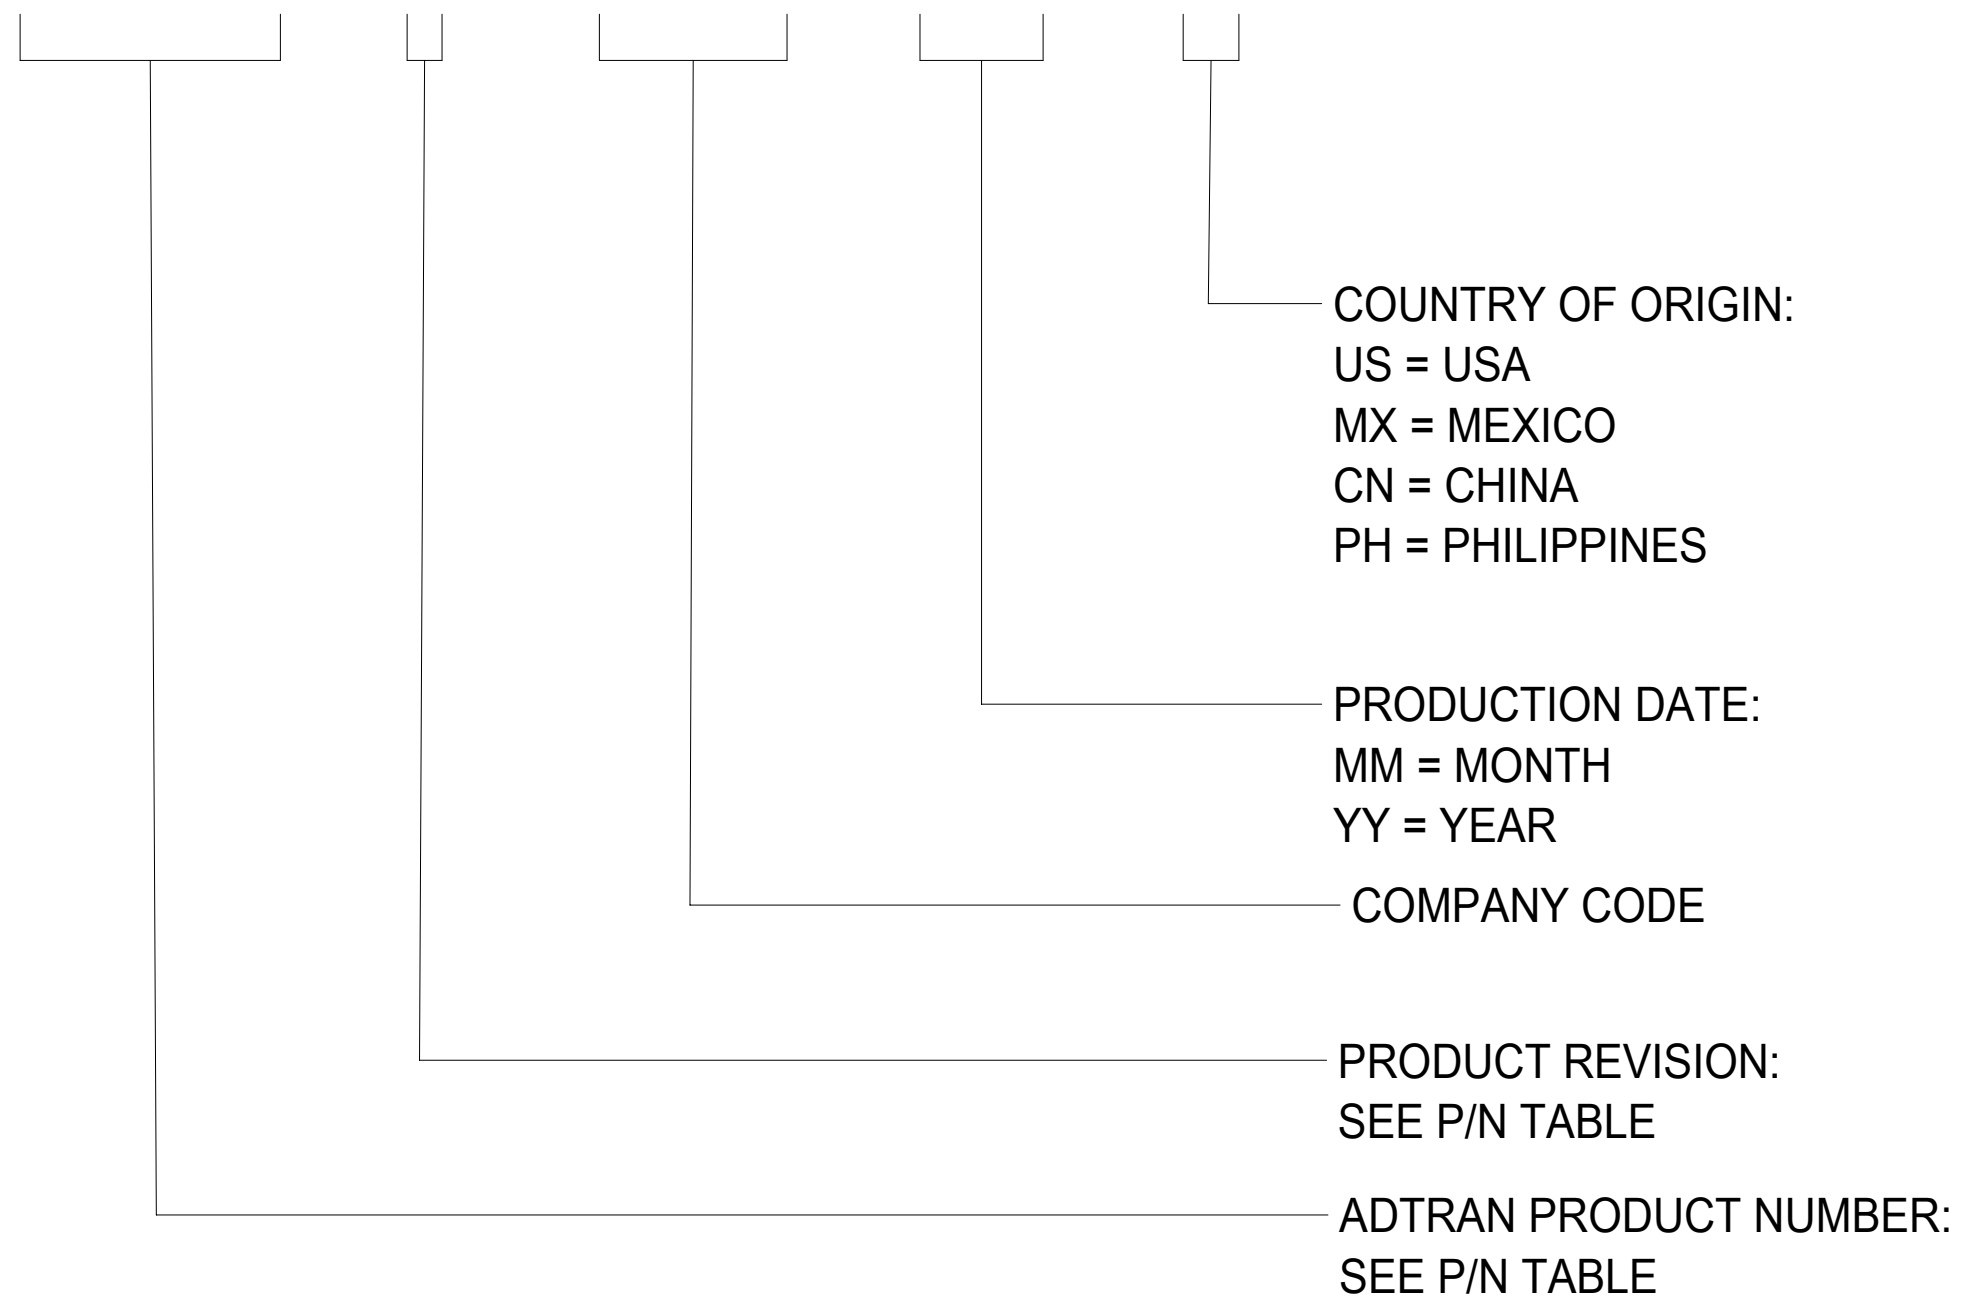 COUNTRY OF ORIGIN:
US = USA
MX = MEXICO
CN = CHINA
PH = PHILIPPINES
PRODUCTION DATE:
MM = MONTH
YY = YEAR
COMPANY CODE
PRODUCT REVISION:
SEE P/N TABLE
ADTRAN PRODUCT NUMBER:
SEE P/N TABLE